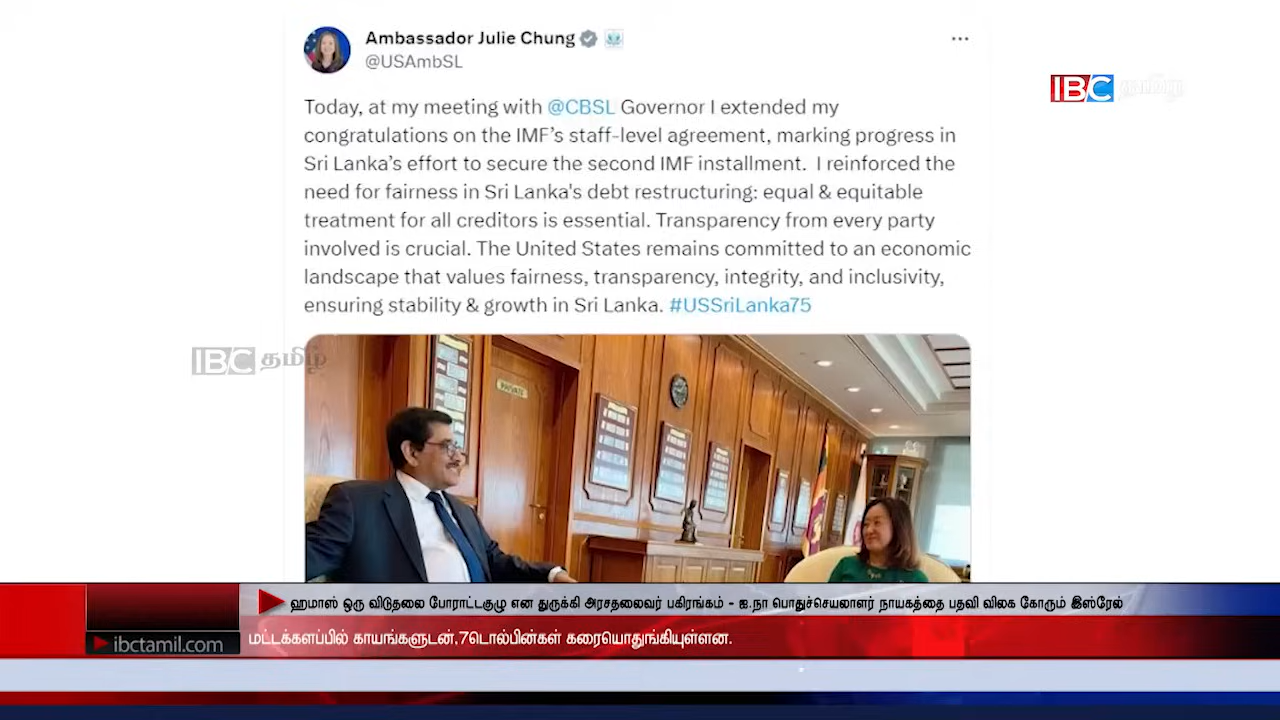 Ambassador Julie Chung
@USAmbSL
IBC தமிழ்
Today, at my meeting with @CBSL Governor I extended my
congratulations on the IMF’s staff-level agreement, marking progress in
Sri Lanka’s effort to secure the second IMF installment. I reinforced the
need for fairness in Sri Lanka's debt restructuring: equal & equitable
treatment for all creditors is essential. Transparency from every party
involved is crucial. The United States remains committed to an economic
landscape that values fairness, transparency, integrity, and inclusivity,
ensuring stability & growth in Sri Lanka. #USSriLanka75
IBC தமிழ்
PRIVATE
ஹமாஸ் ஒரு விடுதலை போராட்டகுழு என துருக்கி அரசதலைவர் பகிரங்கம் - ஐ.நா பொதுச்செயலாளர் நாயகத்தை பதவி விலக கோரும் இஸ்ரேல்
ibctamil.com
மட்டக்களப்பில் காயங்களுடன்,7டொல்பின்கள் கரையொதுங்கியுள்ளன.